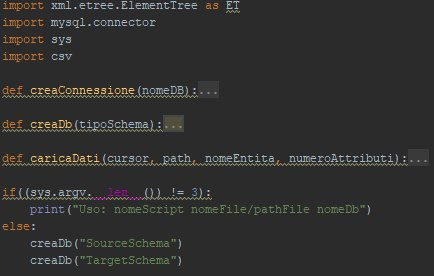 import xml.etree.ElementTree as ET
import mysql.connector
import sys
import csv
def creaConnessione(nomeDB):...
def creaDb(tipoSchema):...
def caricaDati(cursor, path, nomeEntita, numeroAttributi):...
if((sys.argv.__len__()) != 3):
print("Uso: nomeScript nomeFile/pathFile nomeDb")
else:
creaDb("SourceSchema")
creaDb("TargetSchema")